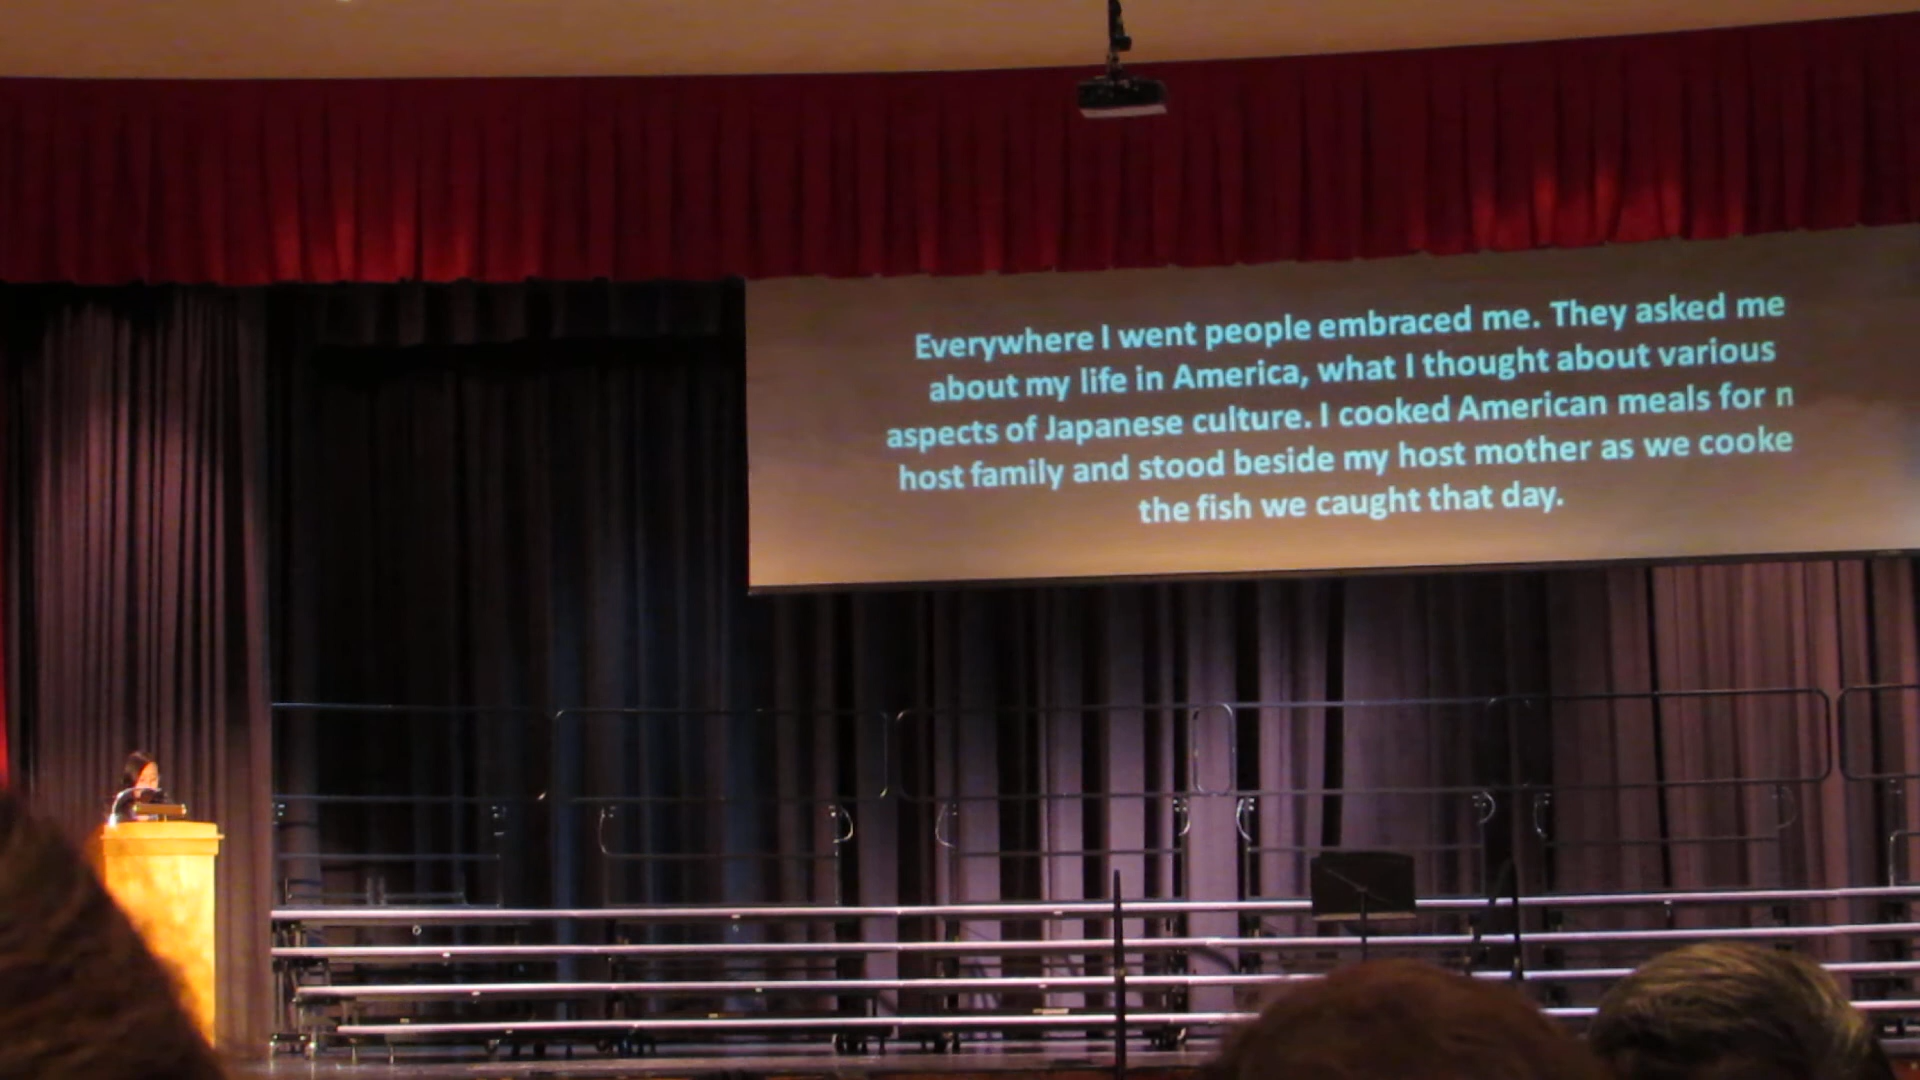 Everywhere I went people embraced me. They asked me
about my life in America, what I thought about various
aspects of Japanese culture. I cooked American meals for n
host family and stood beside my host mother as we cooke
the fish we caught that day.